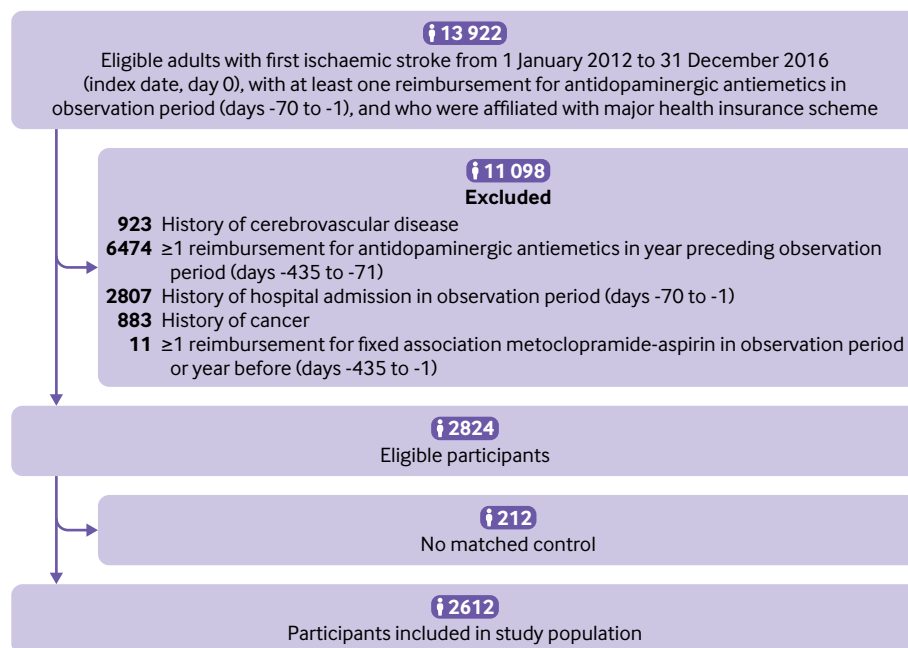 13 922
Eligible adults with first ischaemic stroke from 1 January 2012 to 31 December 2016
(index date, day 0), with at least one reimbursement for antidopaminergic antiemetics in
observation period (days -70 to -1), and who were affiliated with major health insurance scheme
11 098
Excluded
923 History of cerebrovascular disease
6474 ≥1 reimbursement for antidopaminergic antiemetics in year preceding observation
period (days -435 to -71)
2807 History of hospital admission in observation period (days -70 to -1)
883 History of cancer
11 ≥1 reimbursement for fixed association metoclopramide-aspirin in observation period
or year before (days -435 to -1)
2824
Eligible participants
212
No matched control
2612
Participants included in study population